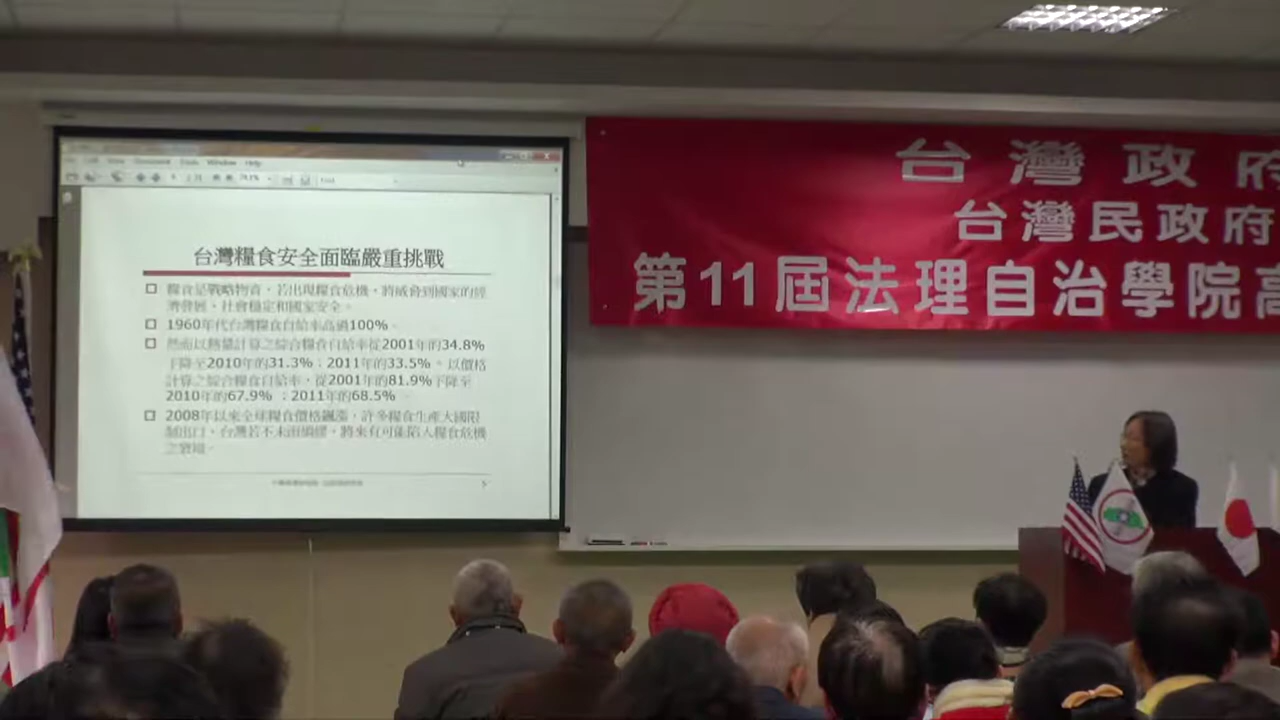 台灣糧食安全面臨嚴重挑戰
糧食是戰略物資，若出現糧食危機，將威脅到國家的經
濟發展、社會穩定和國家安全。
1960年代台灣糧食自給率高過100%。
然而以熱量計算之綜合糧食自給率從2001年的34.8%
下降至2010年的31.3%；2011年的33.5%。以價格
計算之綜合糧食自給率，從2001年的81.9%下降至
2010年的67.9%；2011年的68.5%。
2008年以來全球糧食價格飆漲，許多糧食生產大國限
制出口，台灣若不未雨綢繆，將來有可能陷入糧食危機
之窘境。
台灣政府
台灣民政府
第11屆法理自治學院高